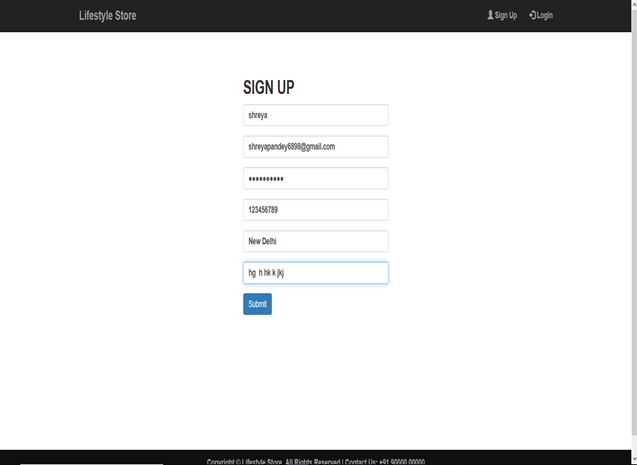 Lifestyle Store Sign Up Login
SIGN UP
shreya
shreyapandey6898@gmail.com
••••••••••
123456789
New Delhi
hg h hk k jkj
Submit
Copyright © Lifestyle Store. All Rights Reserved | Contact Us: +91 90000 00000